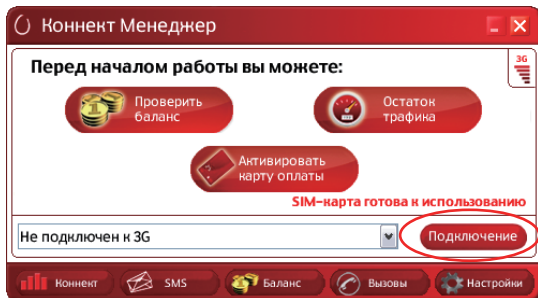 Коннект Менеджер
Перед началом работы вы можете:
3G
Проверить
баланс
Остаток
трафика
Активировать
карту оплаты
SIM-карта готова к использованию
Не подключен к 3G
Подключение
Коннект
SMS
Баланс
Вызовы
Настройки